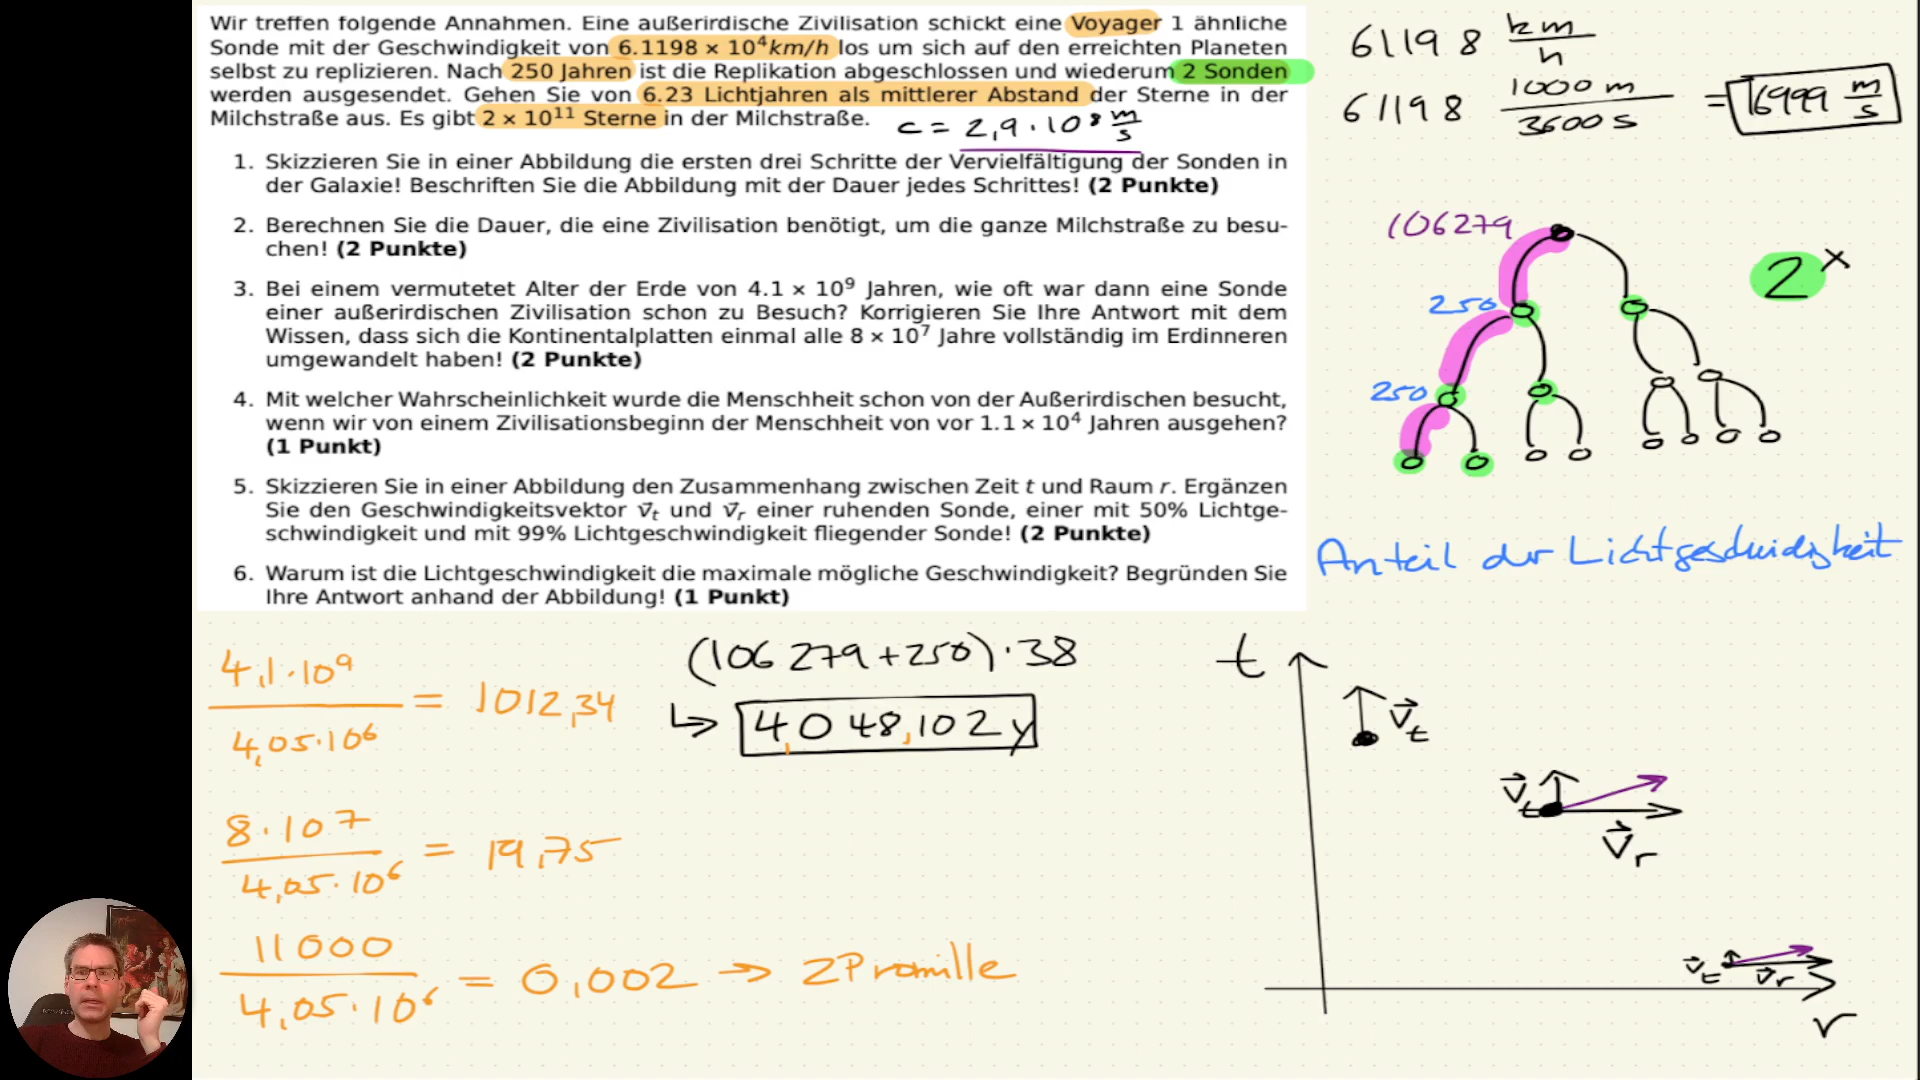 Wir treffen folgende Annahmen. Eine außerirdische Zivilisation schickt eine Voyager 1 ähnliche
Sonde mit der Geschwindigkeit von 6.1198 × 10⁴km/h los um sich auf den erreichten Planeten
selbst zu replizieren. Nach 250 Jahren ist die Replikation abgeschlossen und wiederum 2 Sonden
werden ausgesendet. Gehen Sie von 6.23 Lichtjahren als mittlerer Abstand der Sterne in der
Milchstraße aus. Es gibt 2 × 10¹¹ Sterne in der Milchstraße.
c = 2,9 · 10⁸ m/s
1. Skizzieren Sie in einer Abbildung die ersten drei Schritte der Vervielfältigung der Sonden in
der Galaxie! Beschriften Sie die Abbildung mit der Dauer jedes Schrittes! (2 Punkte)
2. Berechnen Sie die Dauer, die eine Zivilisation benötigt, um die ganze Milchstraße zu besu-
chen! (2 Punkte)
3. Bei einem vermutetet Alter der Erde von 4.1 × 10⁹ Jahren, wie oft war dann eine Sonde
einer außerirdischen Zivilisation schon zu Besuch? Korrigieren Sie Ihre Antwort mit dem
Wissen, dass sich die Kontinentalplatten einmal alle 8 × 10⁷ Jahre vollständig im Erdinneren
umgewandelt haben! (2 Punkte)
4. Mit welcher Wahrscheinlichkeit wurde die Menschheit schon von der Außerirdischen besucht,
wenn wir von einem Zivilisationsbeginn der Menschheit von vor 1.1 × 10⁴ Jahren ausgehen?
(1 Punkt)
5. Skizzieren Sie in einer Abbildung den Zusammenhang zwischen Zeit t und Raum r. Ergänzen
Sie den Geschwindigkeitsvektor v⃗ₜ und v⃗ᵣ einer ruhenden Sonde, einer mit 50% Lichtge-
schwindigkeit und mit 99% Lichtgeschwindigkeit fliegender Sonde! (2 Punkte)
6. Warum ist die Lichtgeschwindigkeit die maximale mögliche Geschwindigkeit? Begründen Sie
Ihre Antwort anhand der Abbildung! (1 Punkt)
61198 km/h
61198 1000 m/3600 s = 16999 m/s
106279
2ˣ
250
250
Anteil der Lichtgeschwindigkeit
4,1·10⁹/4,05·10⁶ = 1012,34
(106 279 + 250) · 38
↳ 4,048,102 y
8·10⁷/4,05·10⁶ = 19,75
11000/4,05·10⁶ = 0,002 → 2 Promille
t
v⃗ₜ
v⃗ₜ
v⃗ᵣ
v⃗ₜ
v⃗ᵣ
r